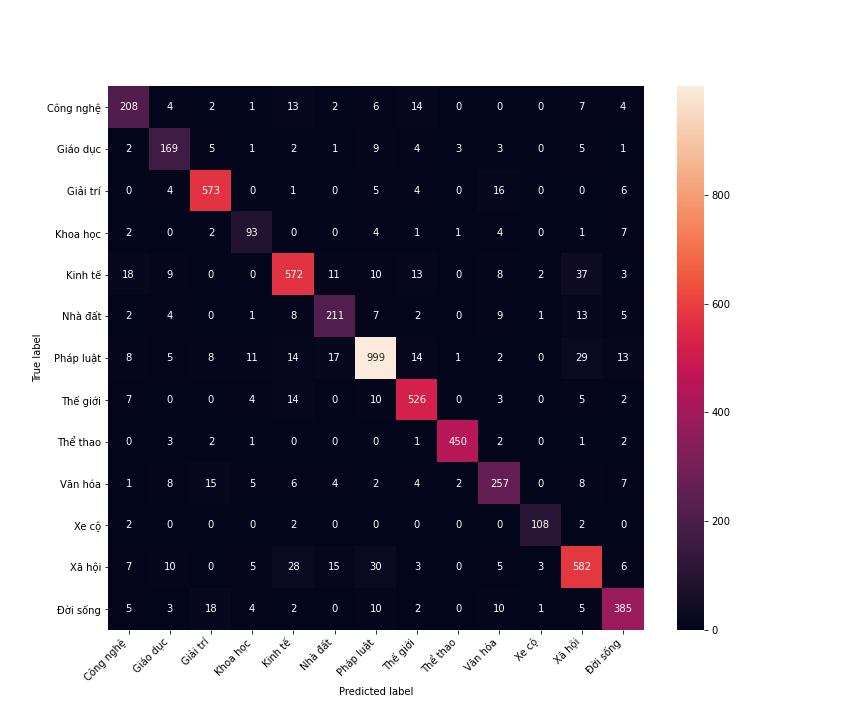 Công nghệ 208 4 2 1 13 2 6 14 0 0 0 7 4
Giáo dục 2 169 5 1 2 1 9 4 3 3 0 5 1
Giải trí 0 4 573 0 1 0 5 4 0 16 0 0 6
800
Khoa học 2 0 2 93 0 0 4 1 1 4 0 1 7
Kinh tế 18 9 0 0 572 11 10 13 0 8 2 37 3
600
Nhà đất 2 4 0 1 8 211 7 2 0 9 1 13 5
True label
Pháp luật 8 5 8 11 14 17 999 14 1 2 0 29 13
Thế giới 7 0 0 4 14 0 10 526 0 3 0 5 2
400
Thể thao 0 3 2 1 0 0 0 1 450 2 0 1 2
Văn hóa 1 8 15 5 6 4 2 4 2 257 0 8 7
200
Xe cộ 2 0 0 0 2 0 0 0 0 0 108 2 0
Xã hội 7 10 0 5 28 15 30 3 0 5 3 582 6
Đời sống 5 3 18 4 2 0 10 2 10 1 5 385
0
Công nghệ Giáo dục Giải trí Khoa học Kinh tế Nhà đất Pháp luật Thế giới Thể thao Văn hóa Xe cộ Xã hội Đời sống
Predicted label